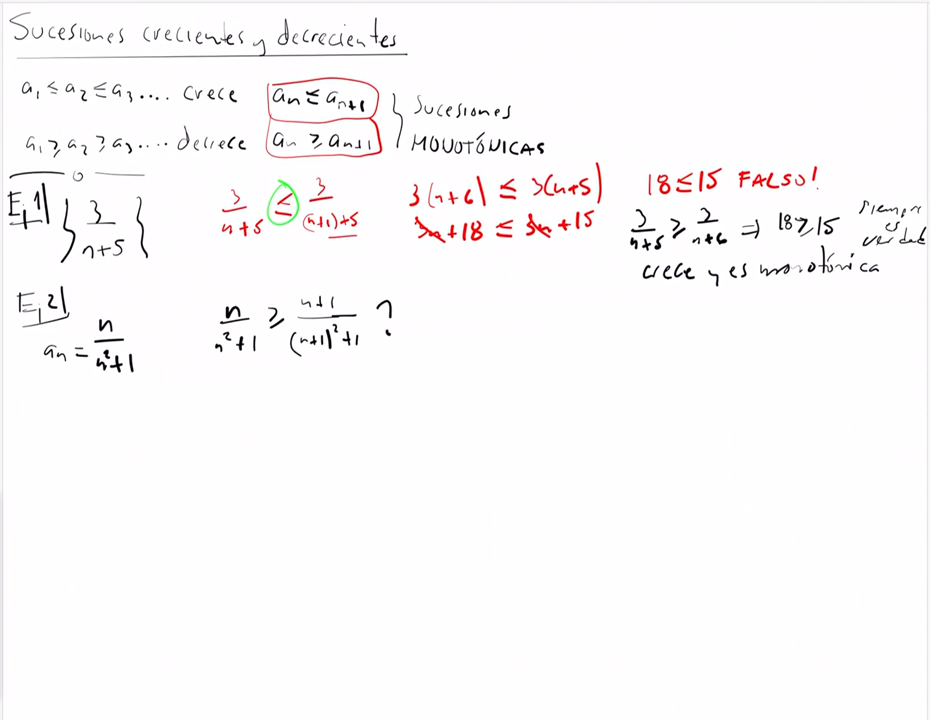 Sucesiones crecientes y decrecientes
a₁ ≤ a₂ ≤ a₃ .... crece
aₙ ≤ aₙ₊₁
a₁ ≥ a₂ ≥ a₃ .... decrece
aₙ ≥ aₙ₊₁
} Sucesiones
MONOTÓNICAS
Ej 1| } 3/(n+5) {
3/(n+5) ≤ 3/((n+1)+5)
3(n+6) ≤ 3(n+5)
3n+18 ≤ 3n+15
18 ≤ 15 FALSO!
3/(n+5) ≥ 3/(n+6) ⇒ 18 ≥ 15
siempre
es
verdad
crece y es monotónica
Ej 2|
aₙ = n/(n²+1)
n/(n²+1) ≥ (n+1)/((n+1)²+1) ?